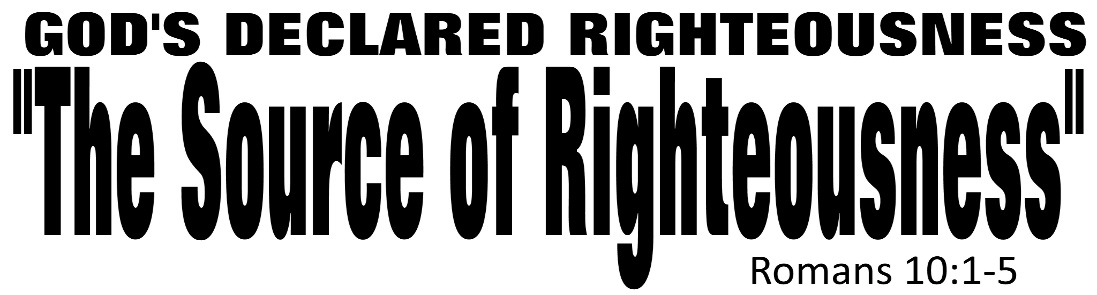 GOD'S DECLARED RIGHTEOUSNESS
"The Source of Righteousness"
Romans 10:1-5